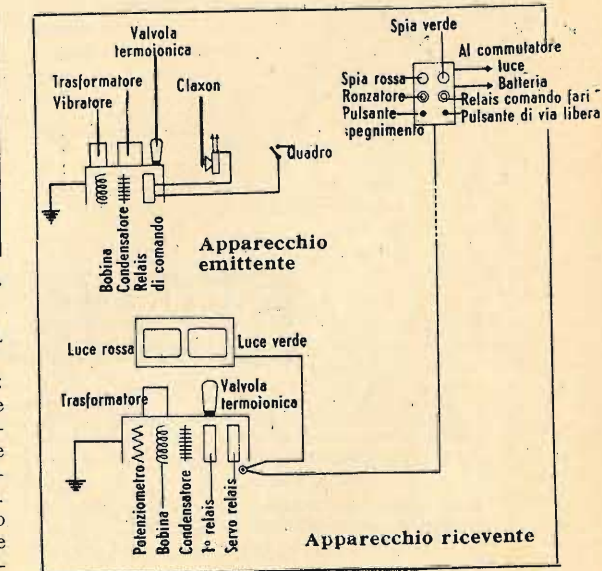 Valvola
termoionica
Trasformatore
Vibratore
Claxon
Quadro
Bobina
Condensatore
Relais
di comando
Apparecchio
emittente
Spia verde
Al commutatore
luce
Spia rossa
Batteria
Ronzatore
Relais comando fari
Pulsante
spegnimento
Pulsante di via libera
Luce rossa
Luce verde
Trasformatore
Valvola
termoionica
Potenziometro
Bobina
Condensatore
1º relais
Servo relais
Apparecchio ricevente